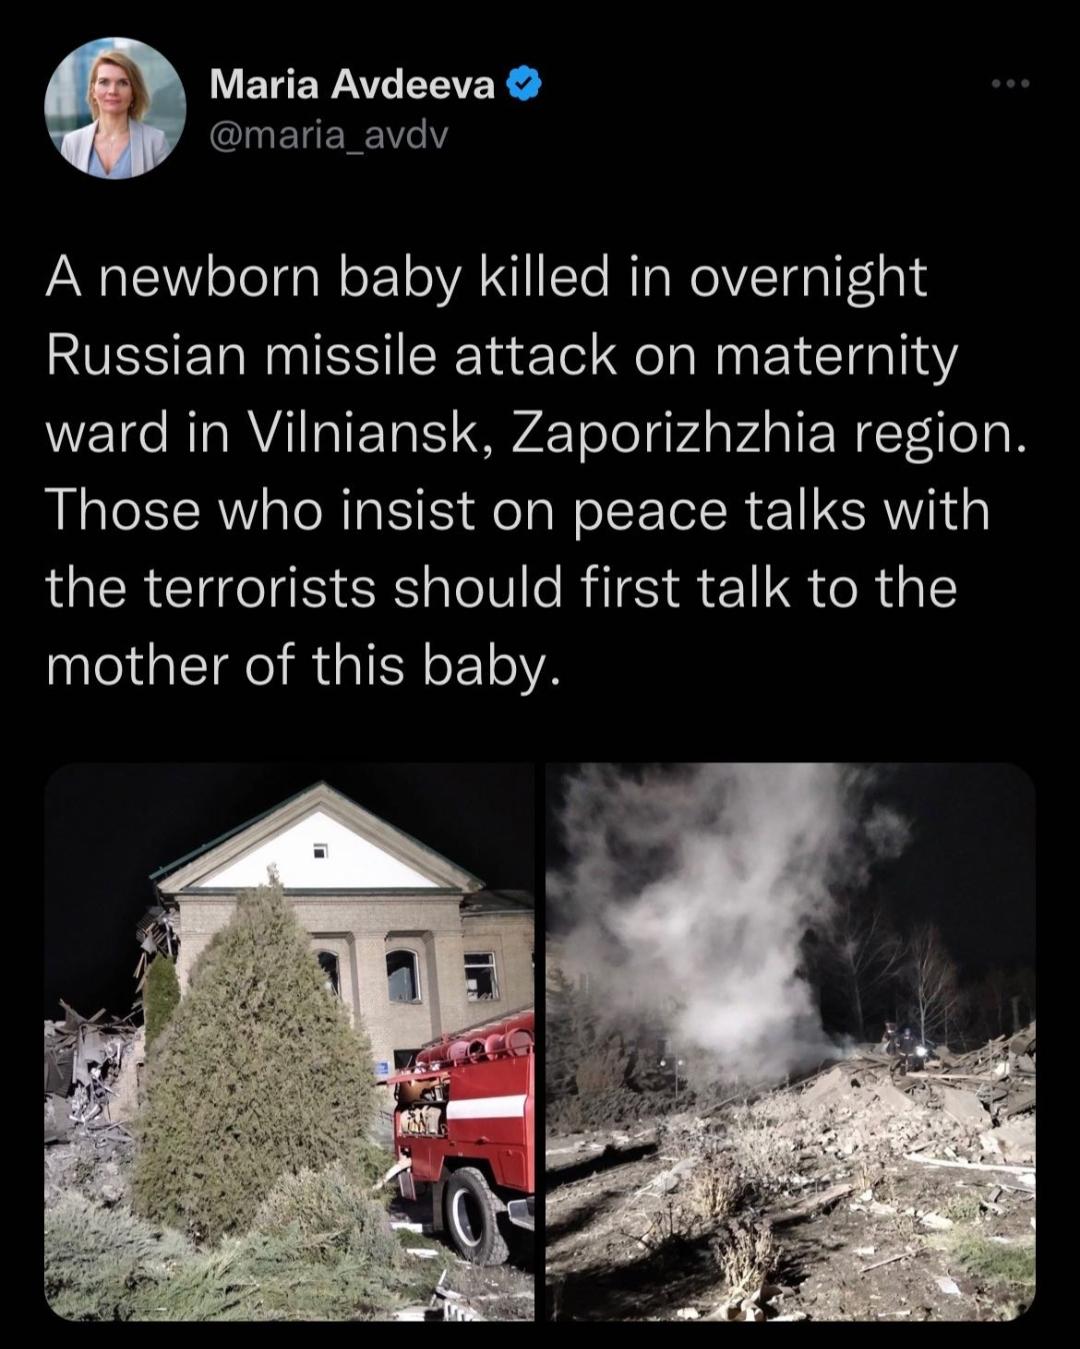 Maria Avdeeva
@maria_avdv
A newborn baby killed in overnight
Russian missile attack on maternity
ward in Vilniansk, Zaporizhzhia region.
Those who insist on peace talks with
the terrorists should first talk to the
mother of this baby.